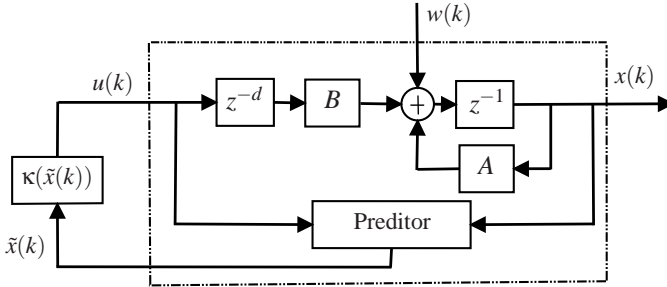 w(k)
x(k)
u(k)
z⁻ᵈ
B
+
z⁻¹
κ(x̃(k))
A
Preditor
x̃(k)